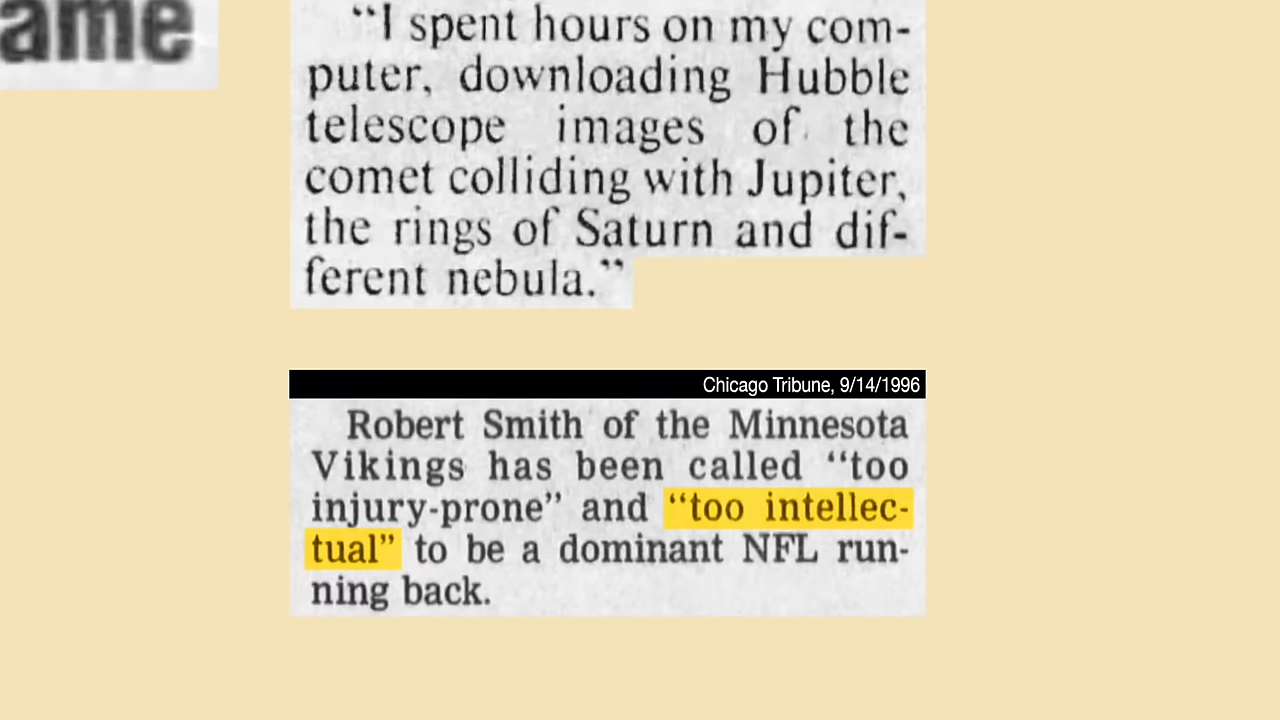 ame
“I spent hours on my com-
puter, downloading Hubble
telescope images of the
comet colliding with Jupiter,
the rings of Saturn and dif-
ferent nebula.”
Chicago Tribune, 9/14/1996
Robert Smith of the Minnesota
Vikings has been called “too
injury-prone” and “too intellec-
tual” to be a dominant NFL run-
ning back.